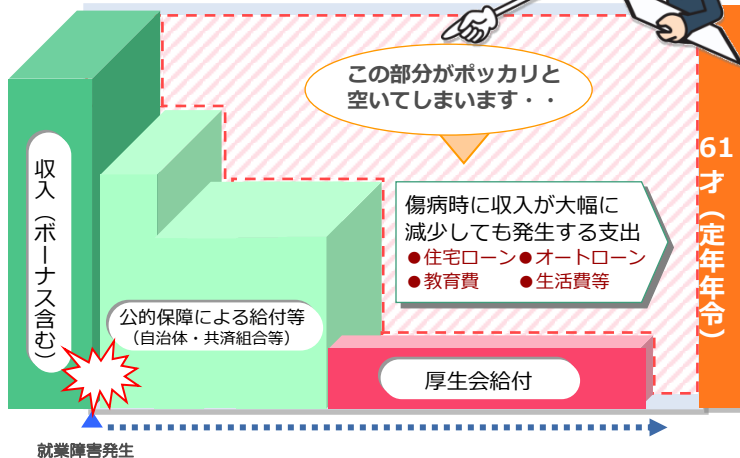 この部分がポッカリと
空いてしまいます・・
収入（ボーナス含む）
61才（定年年令）
傷病時に収入が大幅に
減少しても発生する支出
●住宅ローン●オートローン
●教育費　●生活費等
公的保障による給付等
（自治体・共済組合等）
厚生会給付
就業障害発生